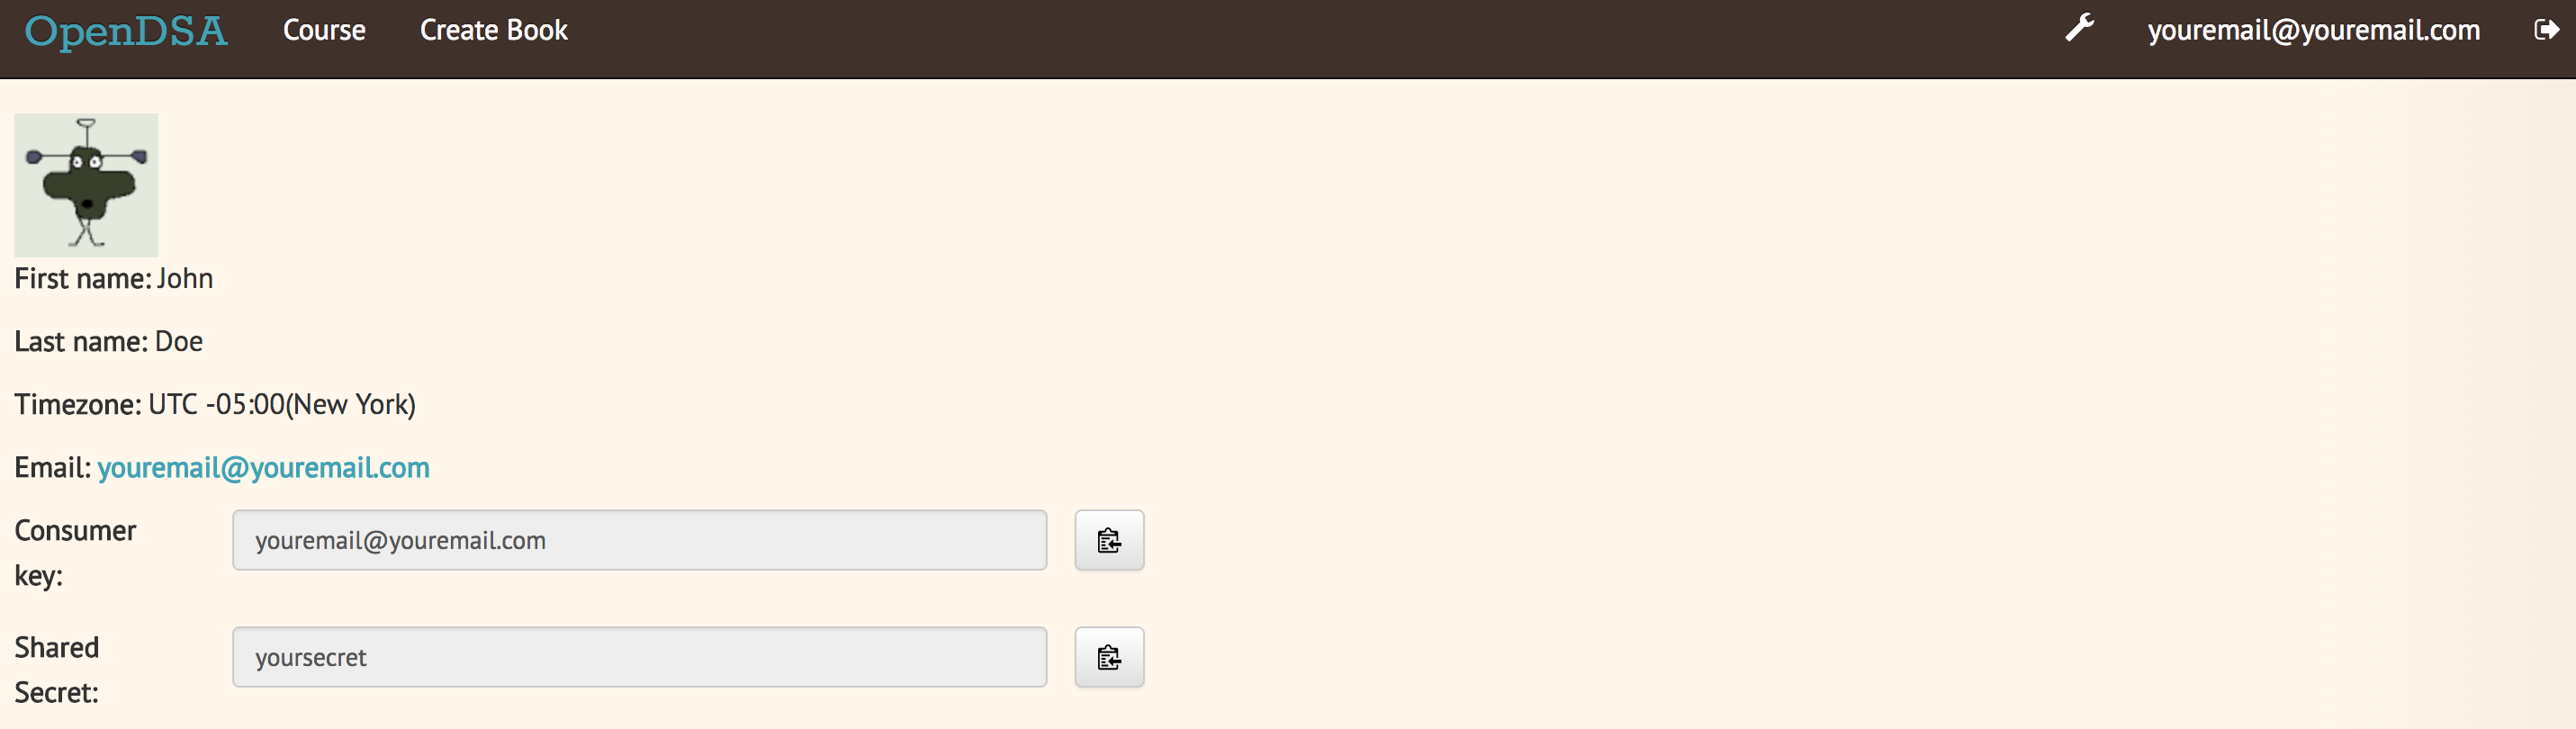 OpenDSA Course Create Book youremail@youremail.com
First name: John
Last name: Doe
Timezone: UTC -05:00(New York)
Email: youremail@youremail.com
Consumer key: youremail@youremail.com
Shared Secret: yoursecret